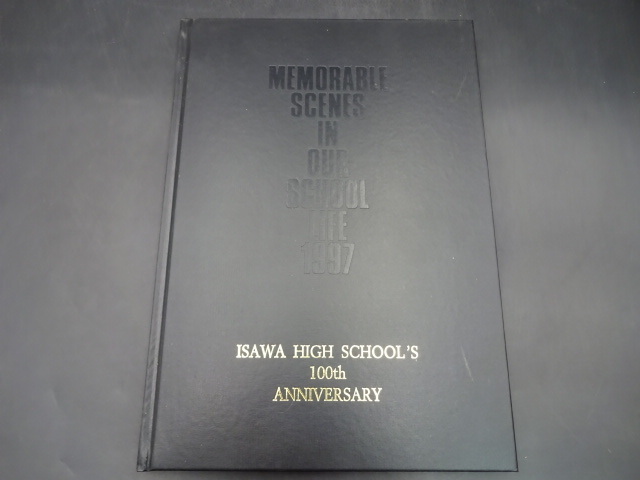 MEMORABLE
SCENES
IN
OUR
SCHOOL
LIFE
1997
ISAWA HIGH SCHOOL'S
100th
ANNIVERSARY